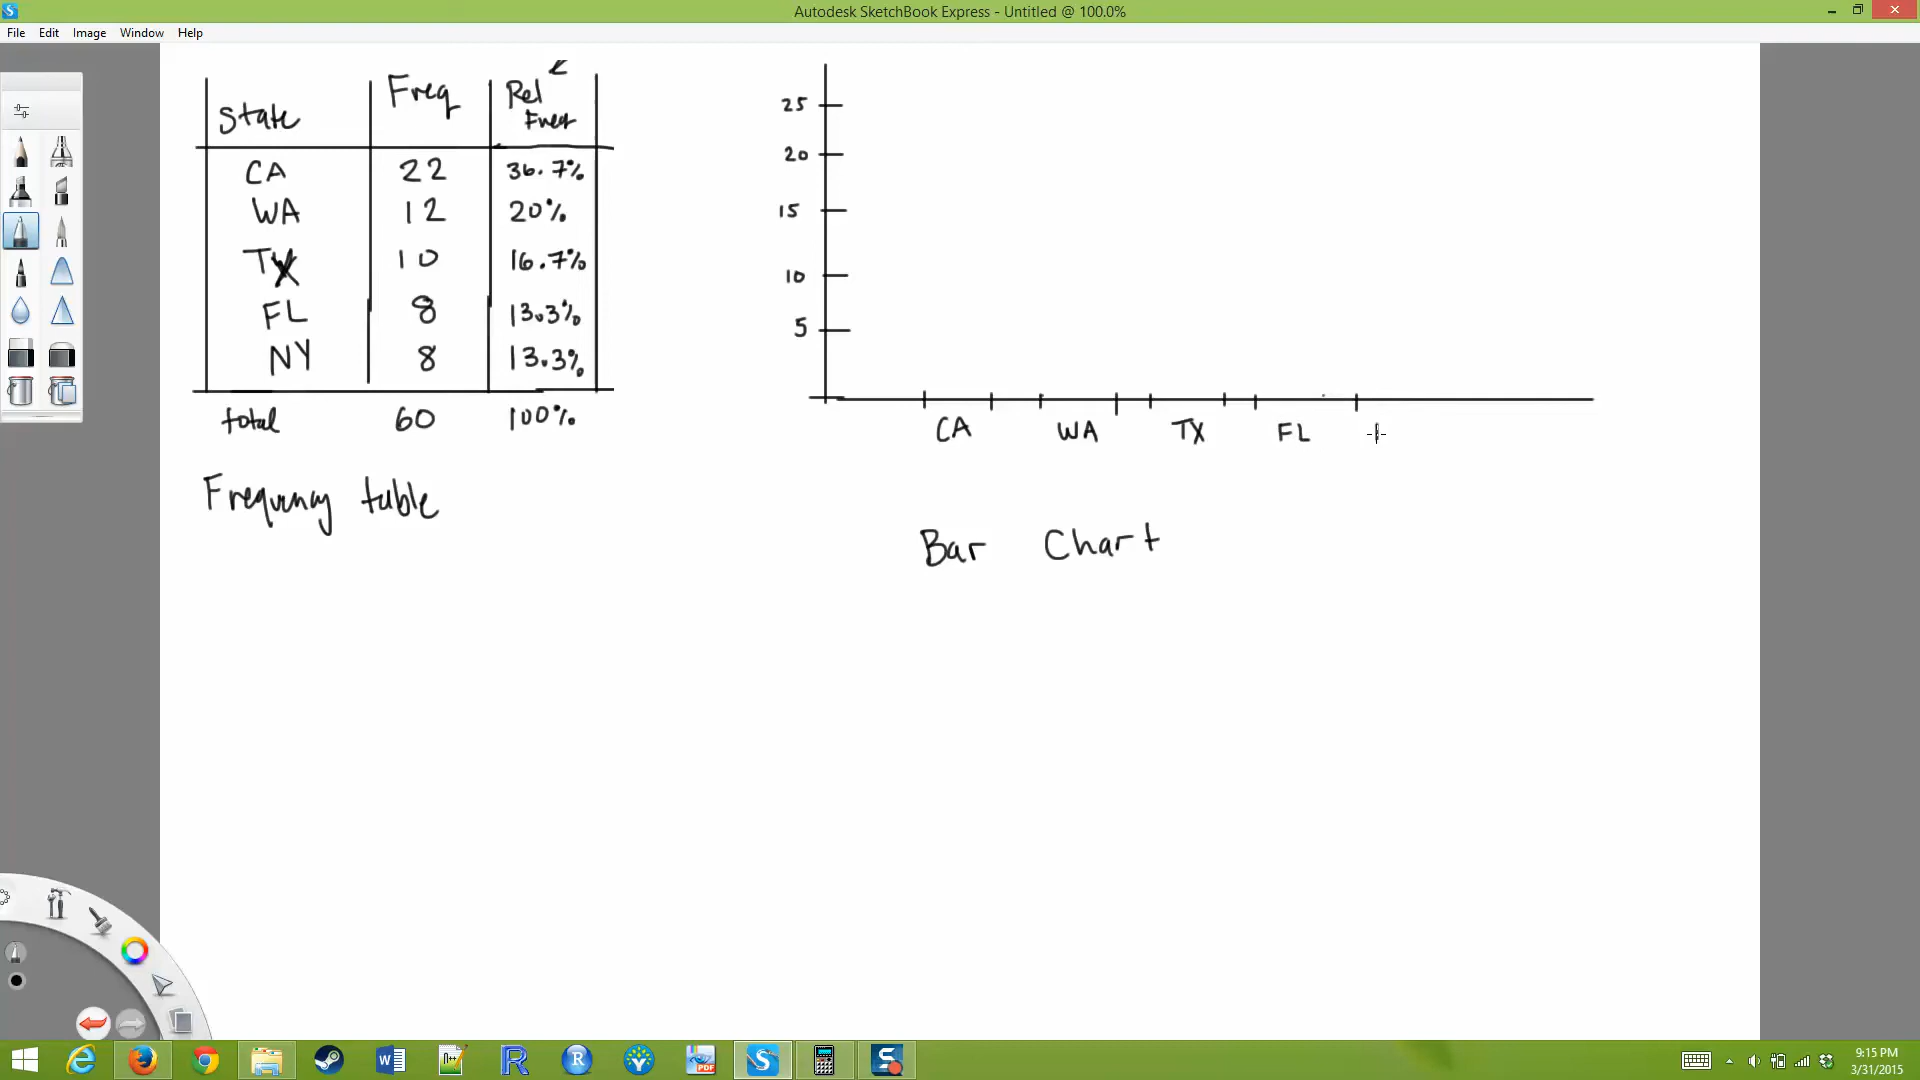 Autodesk SketchBook Express - Untitled @ 100.0%
File Edit Image Window Help
State Freq Rel Freq
CA 22 36.7%
WA 12 20%
TX 10 16.7%
FL 8 13.3%
NY 8 13.3%
total 60 100%
Frequency table
25
20
15
10
5
CA WA TX FL
Bar Chart
9:15 PM
3/31/2015